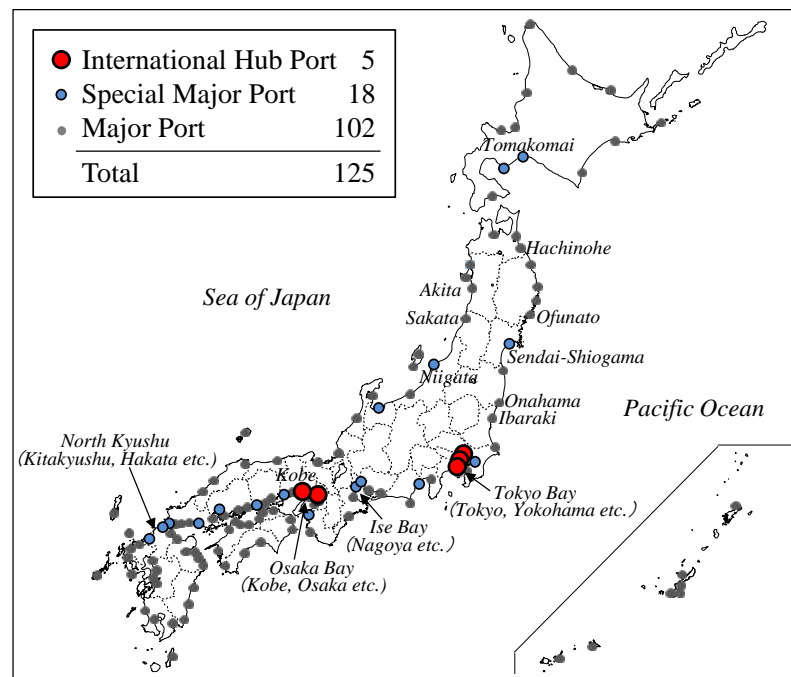 International Hub Port 5
Special Major Port 18
Major Port 102
Total 125
Tomakomai
Hachinohe
Sea of Japan
Akita
Sakata
Ofunato
Sendai-Shiogama
Niigata
Onahama
Ibaraki
Pacific Ocean
North Kyushu
(Kitakyushu, Hakata etc.)
Kobe
Tokyo Bay
(Tokyo, Yokohama etc.)
Ise Bay
(Nagoya etc.)
Osaka Bay
(Kobe, Osaka etc.)